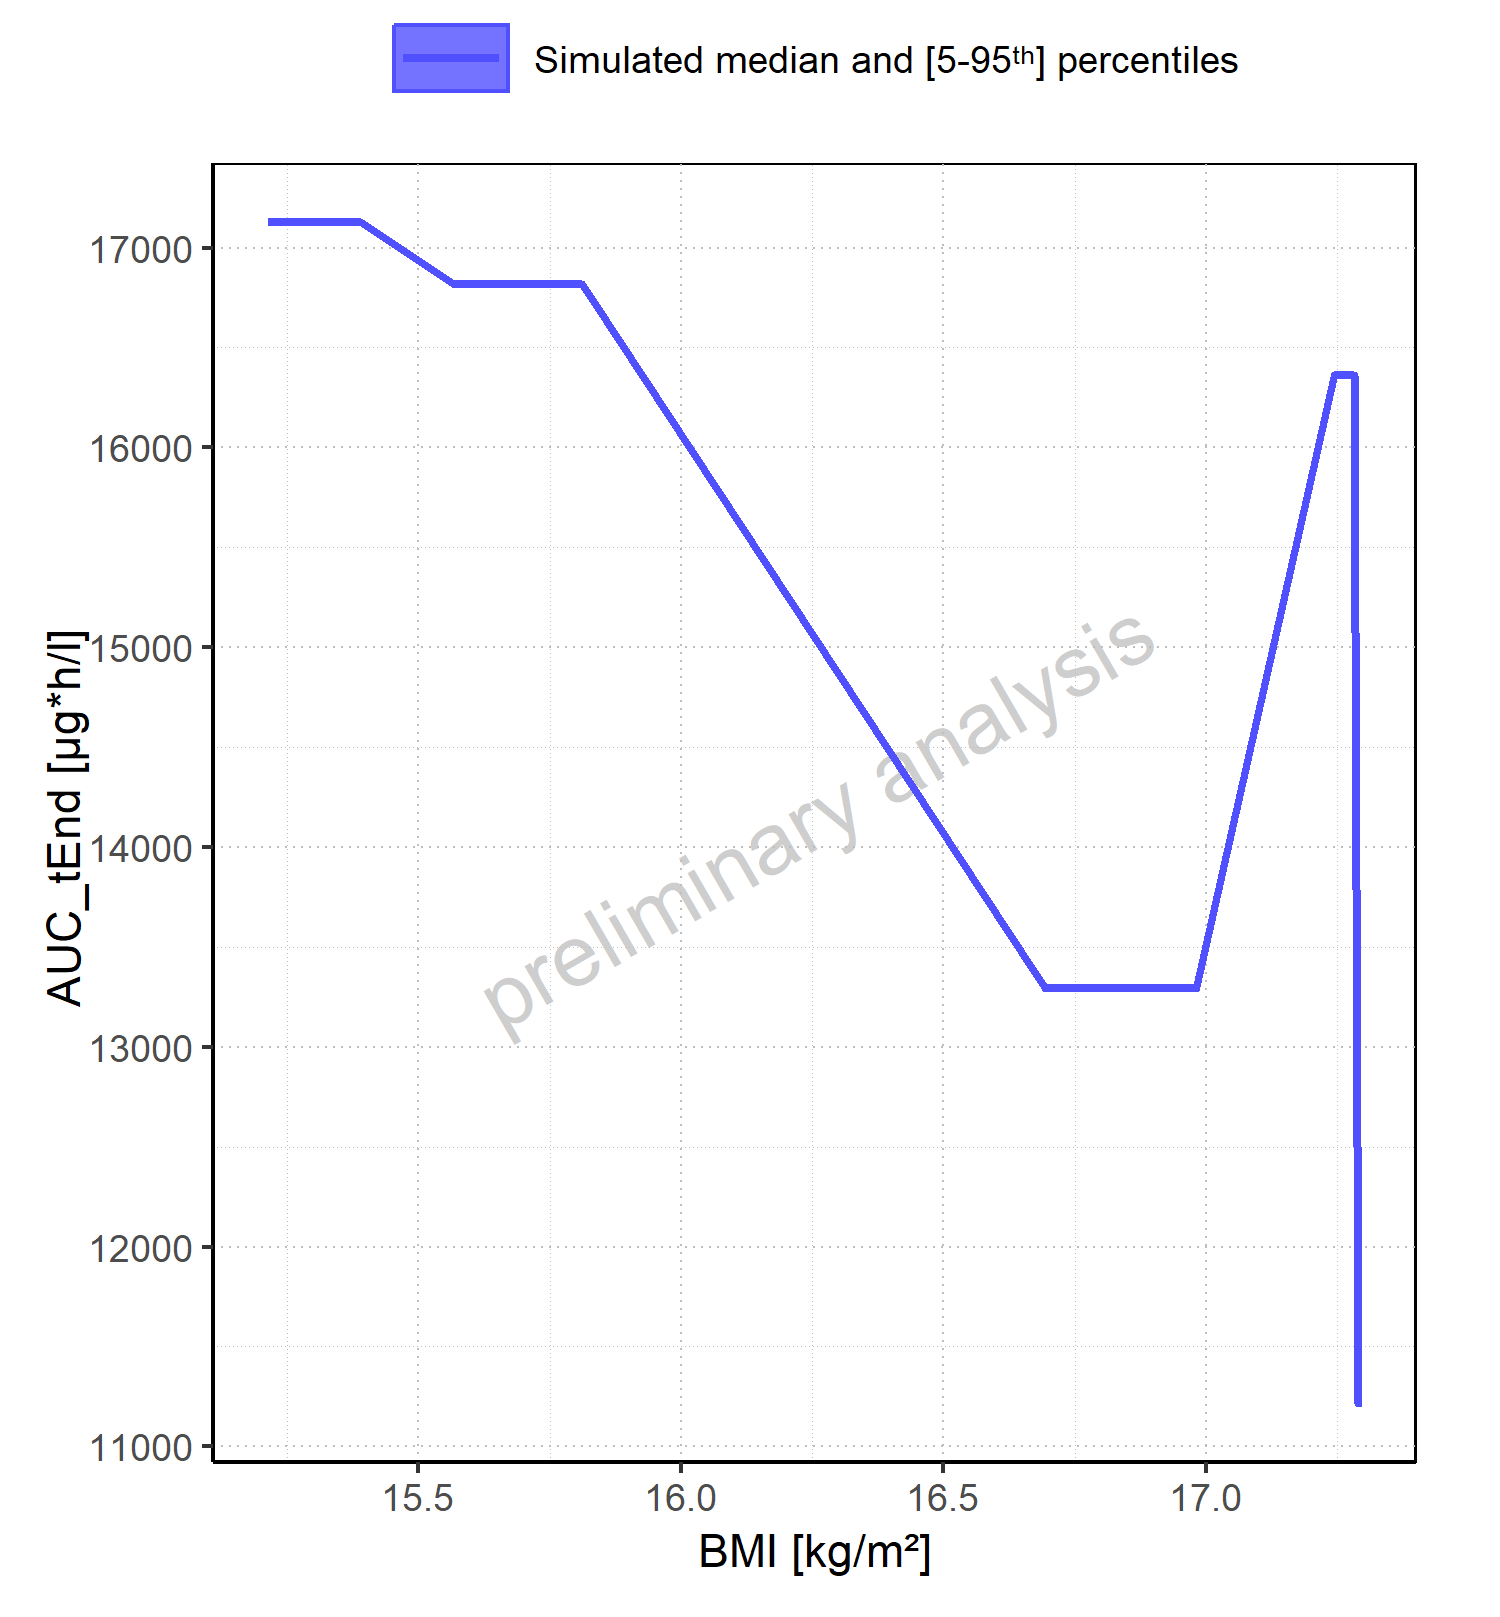 Simulated median and [5-95th] percentiles
AUC_tEnd [µg*h/l]
17000
16000
15000
14000
13000
12000
11000
preliminary analysis
15.5 16.0 16.5 17.0
BMI [kg/m²]